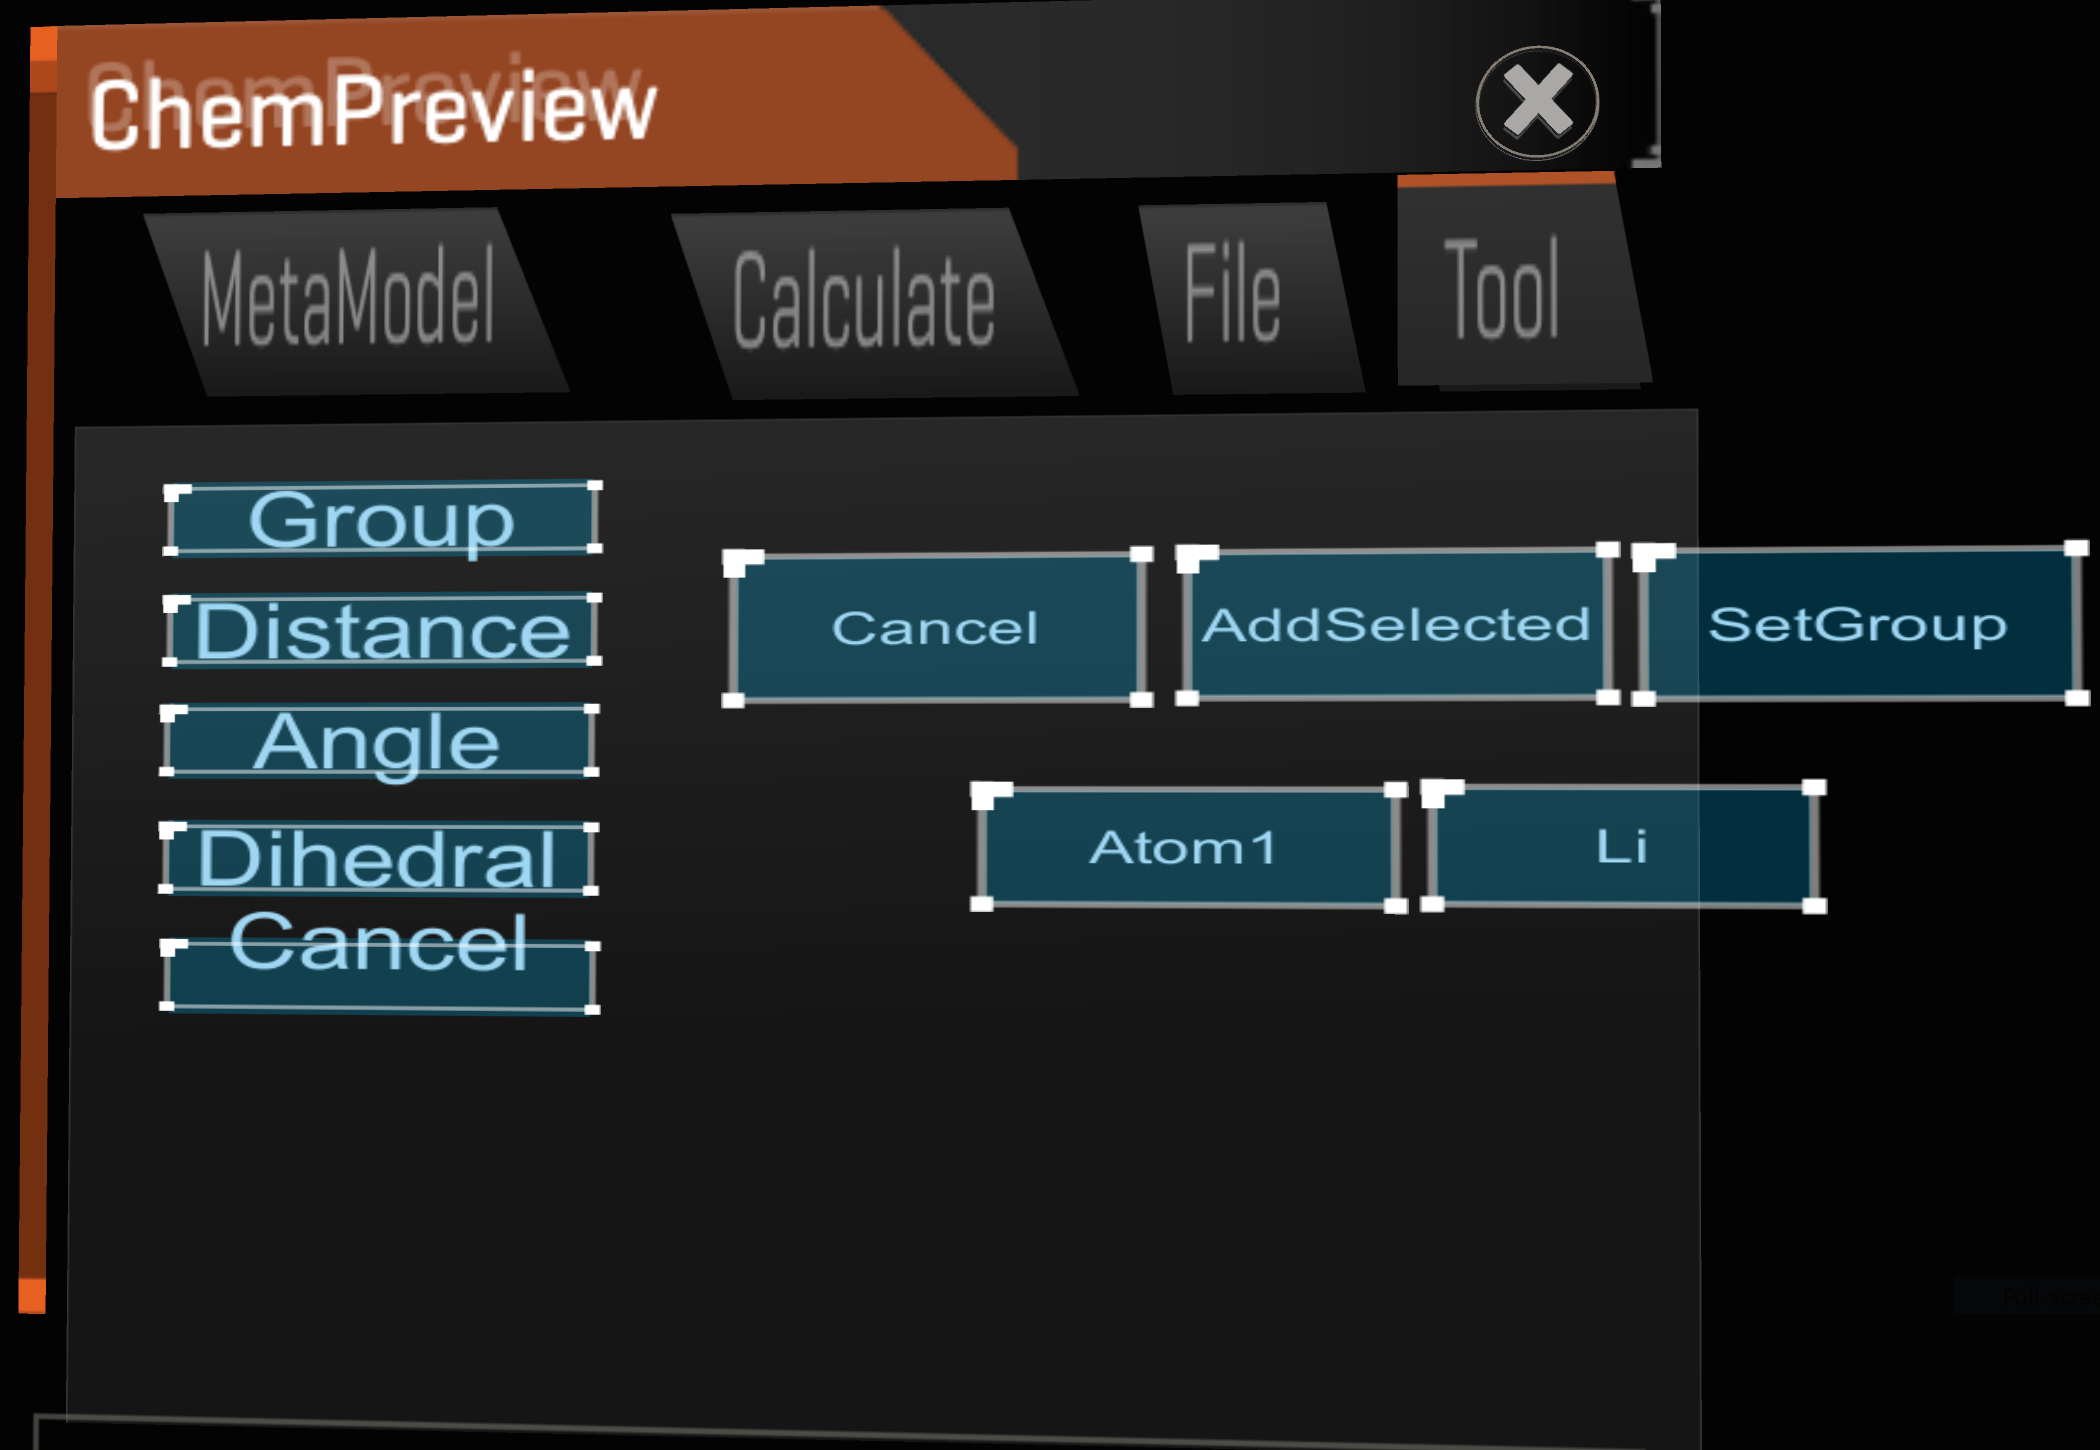 ChemPreview
MetaModel Calculate File Tool
Group
Distance
Angle
Dihedral
Cancel
Cancel AddSelected SetGroup
Atom1 Li